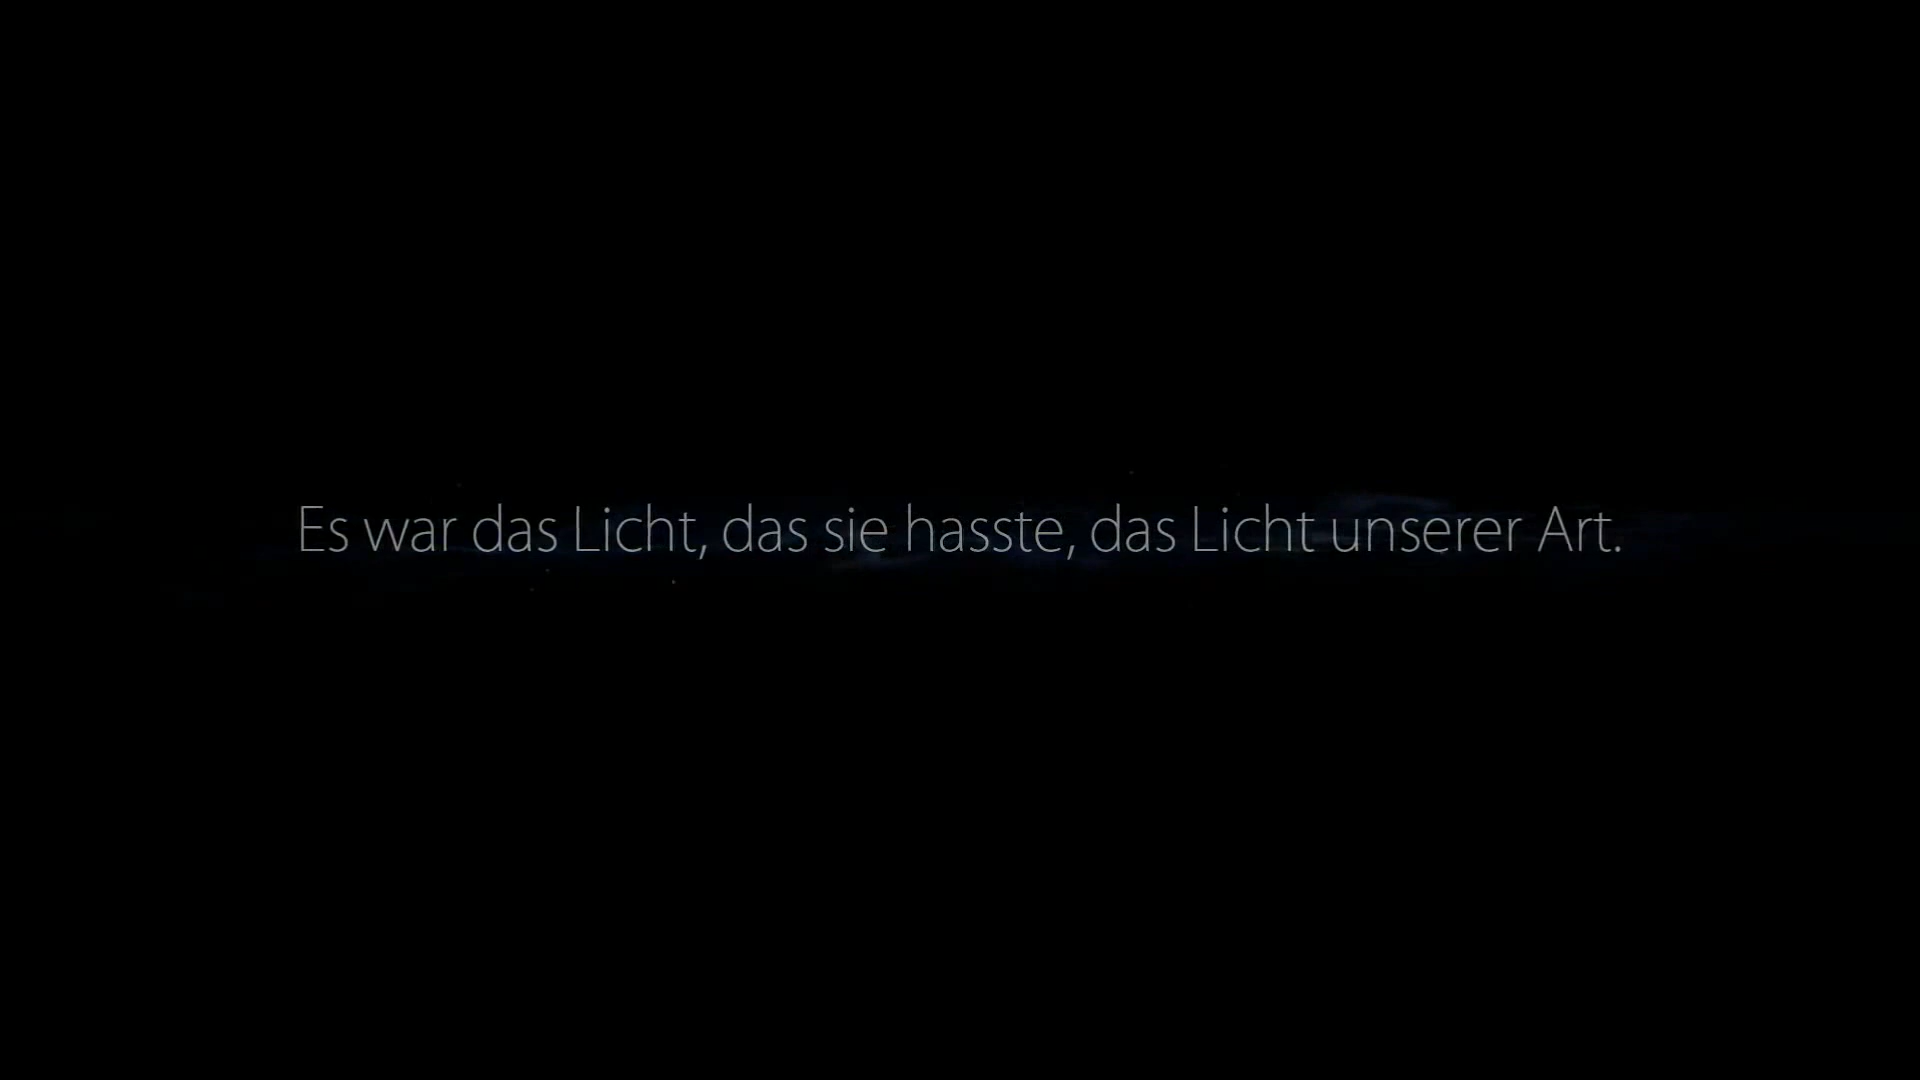 Es war das Licht, das sie hasste, das Licht unserer Art.